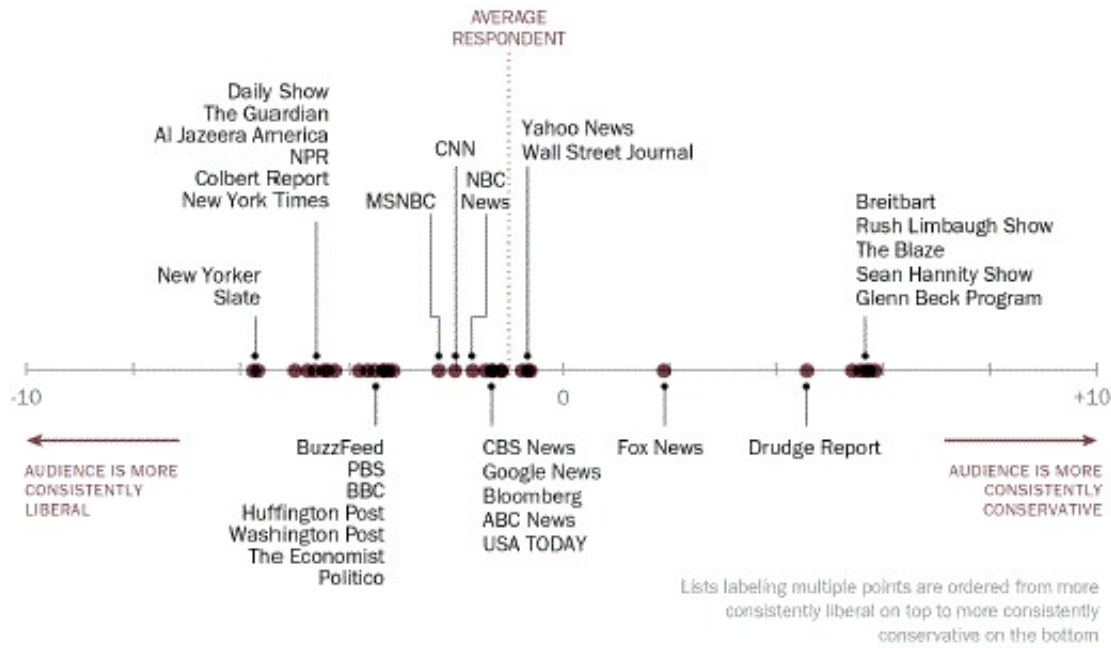 AVERAGE
RESPONDENT
Daily Show
The Guardian
Al Jazeera America
NPR
Colbert Report
New York Times
New Yorker
Slate
MSNBC
CNN
NBC
News
Yahoo News
Wall Street Journal
Breitbart
Rush Limbaugh Show
The Blaze
Sean Hannity Show
Glenn Beck Program
-10
0
+10
AUDIENCE IS MORE
CONSISTENTLY
LIBERAL
BuzzFeed
PBS
BBC
Huffington Post
Washington Post
The Economist
Politico
CBS News
Google News
Bloomberg
ABC News
USA TODAY
Fox News
Drudge Report
AUDIENCE IS MORE
CONSISTENTLY
CONSERVATIVE
Lists labeling multiple points are ordered from more
consistently liberal on top to more consistently
conservative on the bottom